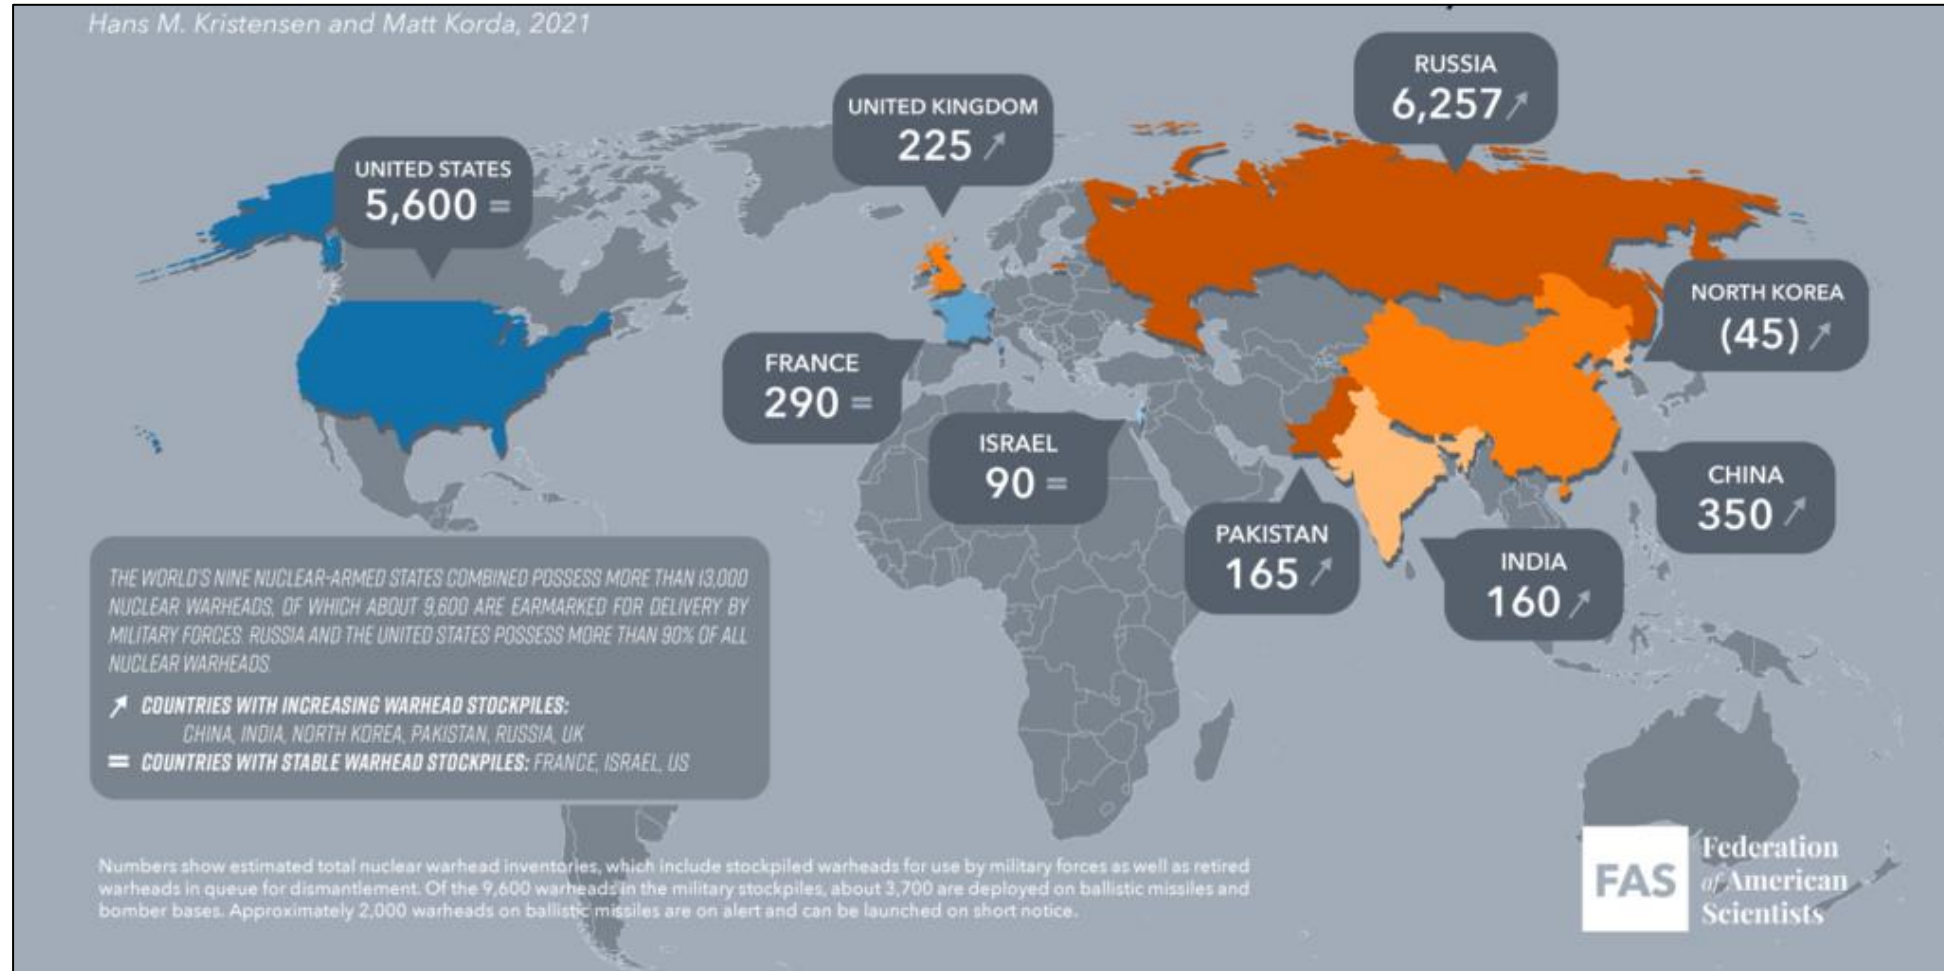 Hans M. Kristensen and Matt Korda, 2021
RUSSIA
6,257
UNITED KINGDOM
225
UNITED STATES
5,600 =
NORTH KOREA
(45)
FRANCE
290 =
ISRAEL
90 =
CHINA
350
PAKISTAN
165
INDIA
160
THE WORLD'S NINE NUCLEAR-ARMED STATES COMBINED POSSESS MORE THAN 13,000
NUCLEAR WARHEADS, OF WHICH ABOUT 9,600 ARE EARMARKED FOR DELIVERY BY
MILITARY FORCES. RUSSIA AND THE UNITED STATES POSSESS MORE THAN 90% OF ALL
NUCLEAR WARHEADS.
COUNTRIES WITH INCREASING WARHEAD STOCKPILES:
CHINA, INDIA, NORTH KOREA, PAKISTAN, RUSSIA, UK
= COUNTRIES WITH STABLE WARHEAD STOCKPILES: FRANCE, ISRAEL, US
Numbers show estimated total nuclear warhead inventories, which include stockpiled warheads for use by military forces as well as retired
warheads in queue for dismantlement. Of the 9,600 warheads in the military stockpiles, about 3,700 are deployed on ballistic missiles and
bomber bases. Approximately 2,000 warheads on ballistic missiles are on alert and can be launched on short notice.
FAS
Federation
of American
Scientists